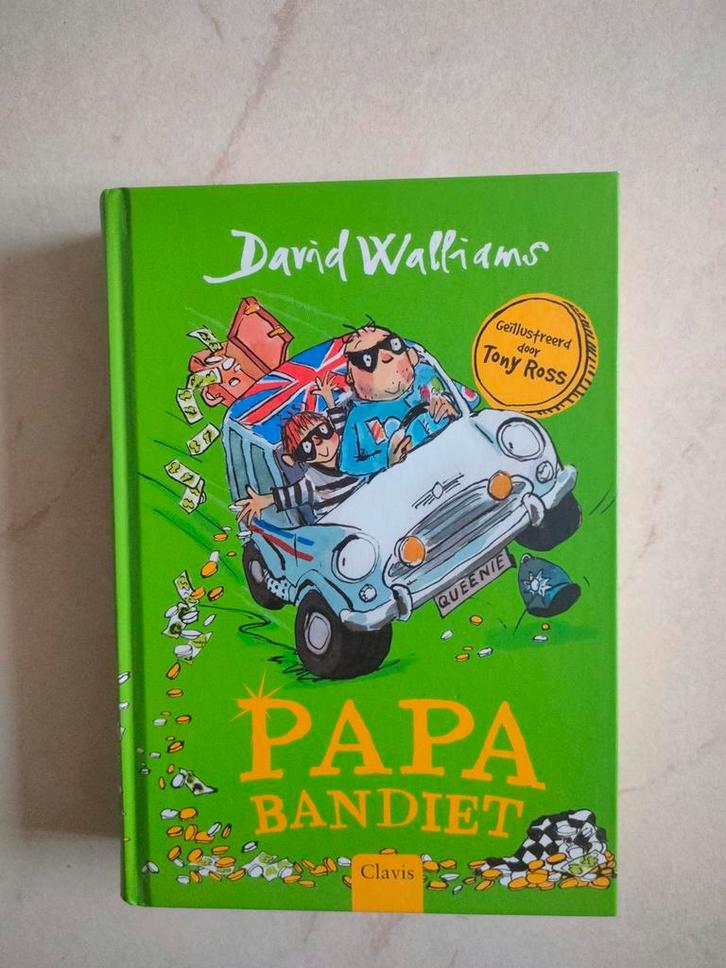 David Walliams
Geïllustreerd
door
Tony Ross
QUEENIE
PAPA
BANDIET
Clavis